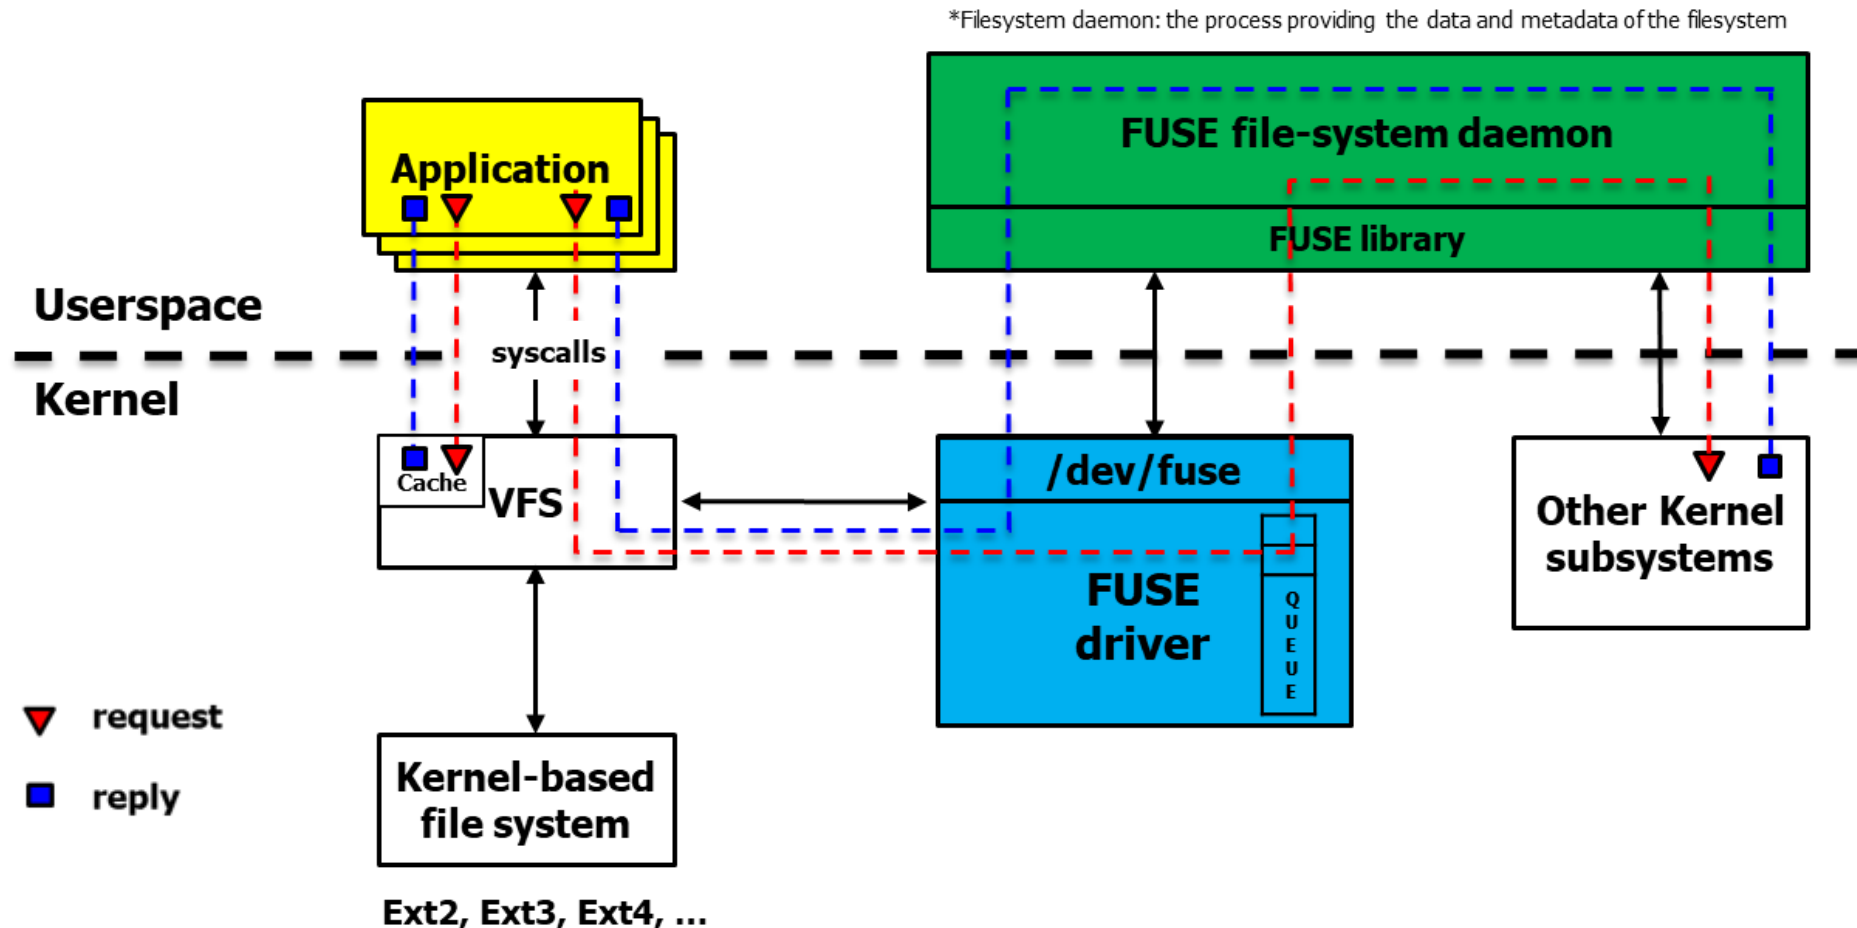 *Filesystem daemon: the process providing the data and metadata of the filesystem
Application
FUSE file-system daemon
FUSE library
Userspace
syscalls
Kernel
Cache
VFS
/dev/fuse
FUSE
driver
QUEUE
Other Kernel
subsystems
request
reply
Kernel-based
file system
Ext2, Ext3, Ext4, ...